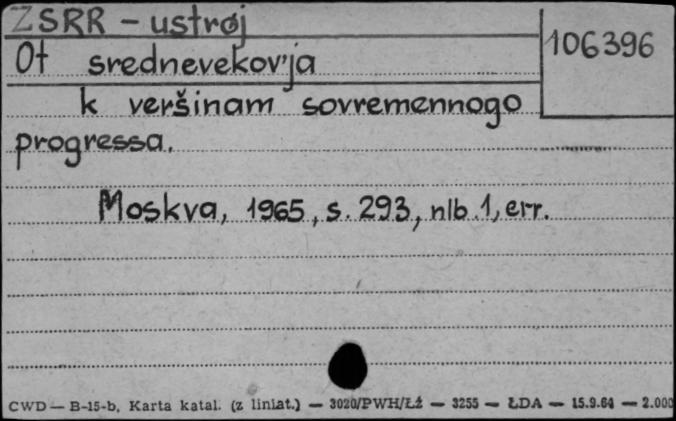 ZSRR - ustrój
106396
Ot srednevekov'ja
k veršinam sovremennogo
progressa.
Moskva, 1965, s. 293, nlb. 1, err.
CWD — B-15-b, Karta katal. (z liniat.) — 3020/PWH/ŁŹ — 3255 — ŁDA — 15.9.64 — 2.000